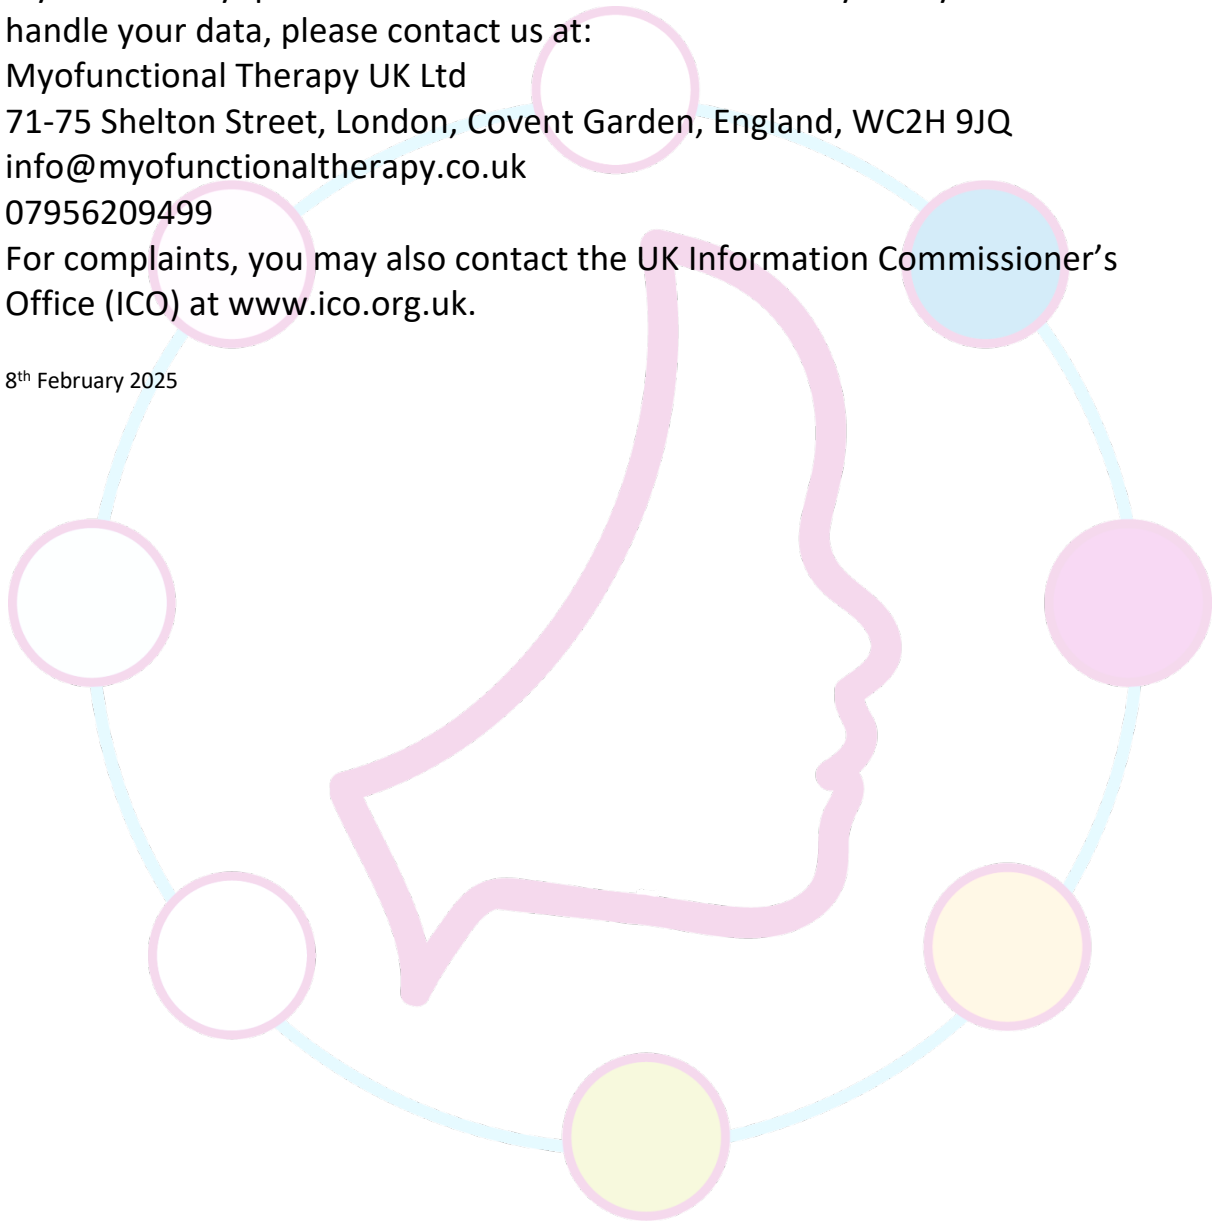 handle your data, please contact us at:
Myofunctional Therapy UK Ltd
71-75 Shelton Street, London, Covent Garden, England, WC2H 9JQ
info@myofunctionaltherapy.co.uk
07956209499
For complaints, you may also contact the UK Information Commissioner’s
Office (ICO) at www.ico.org.uk.
8th February 2025